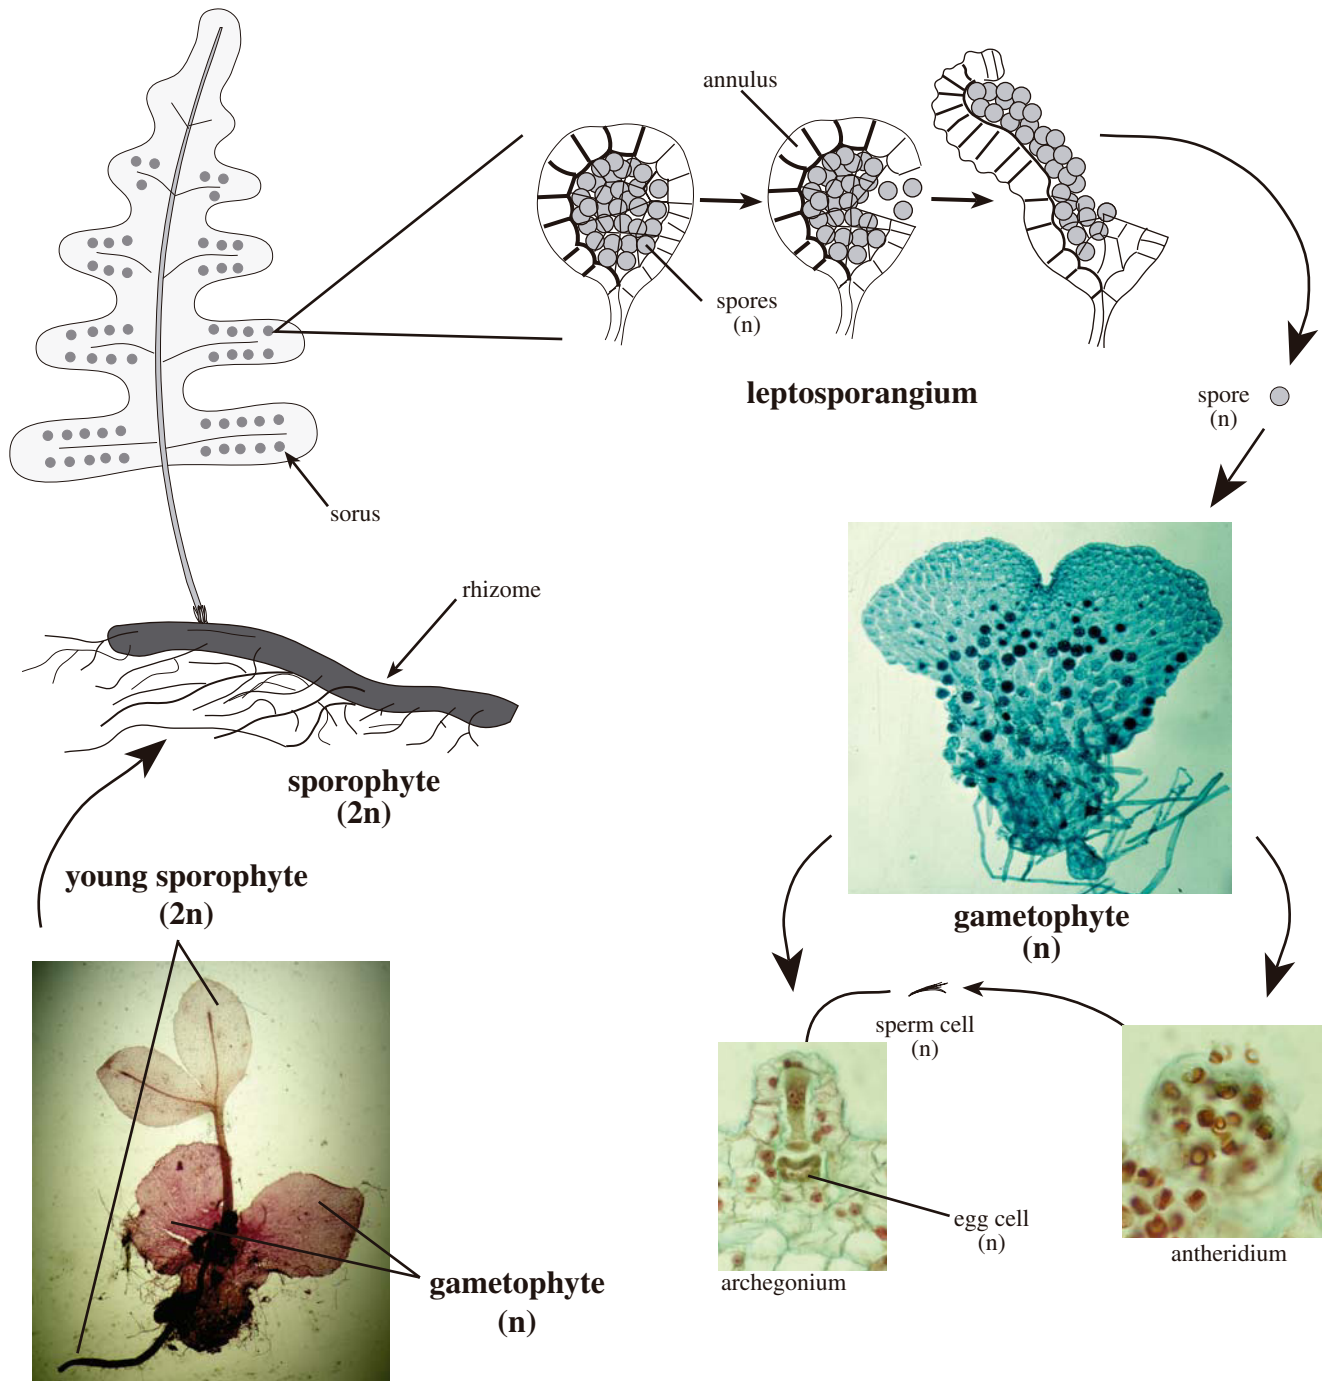 annulus
spores
(n)
leptosporangium
spore
(n)
sorus
rhizome
sporophyte
(2n)
young sporophyte
(2n)
gametophyte
(n)
sperm cell
(n)
egg cell
(n)
archegonium
antheridium
gametophyte
(n)